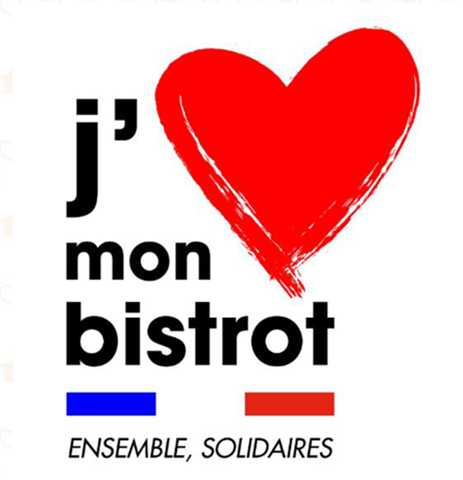 j'
mon
bistrot
ENSEMBLE, SOLIDAIRES